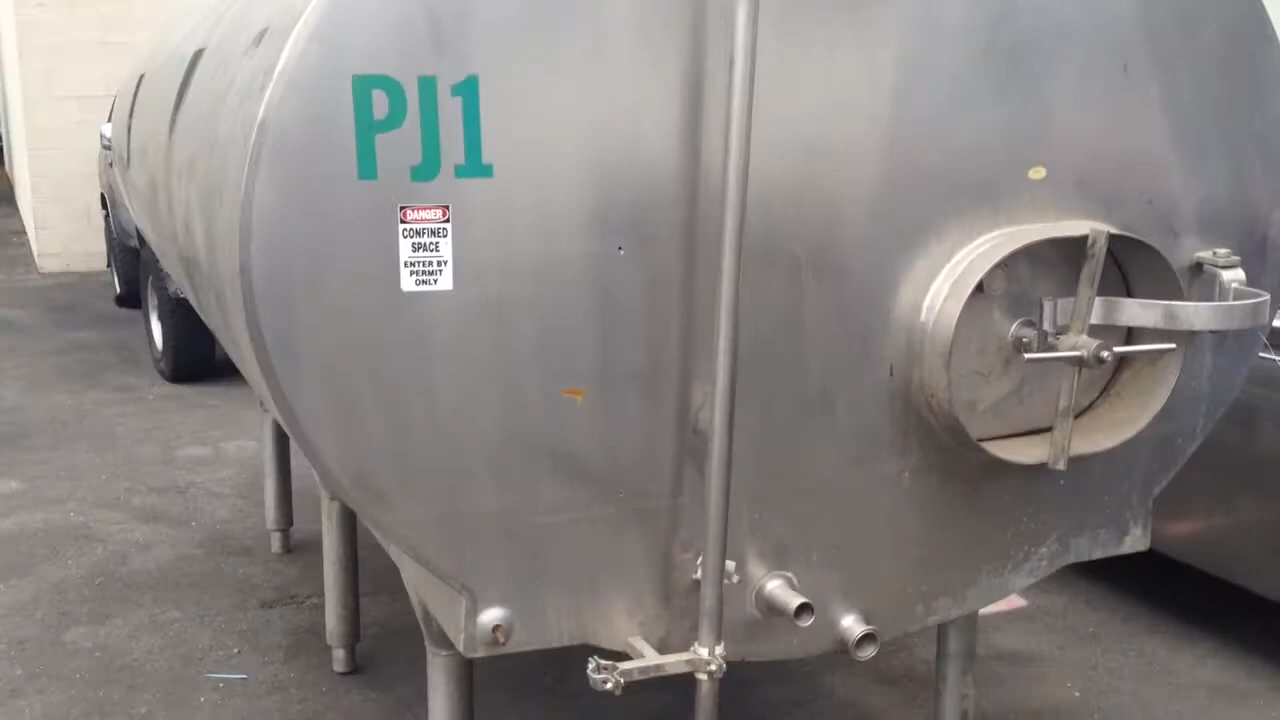 PJ1
DANGER
CONFINED
SPACE
ENTER BY
PERMIT
ONLY